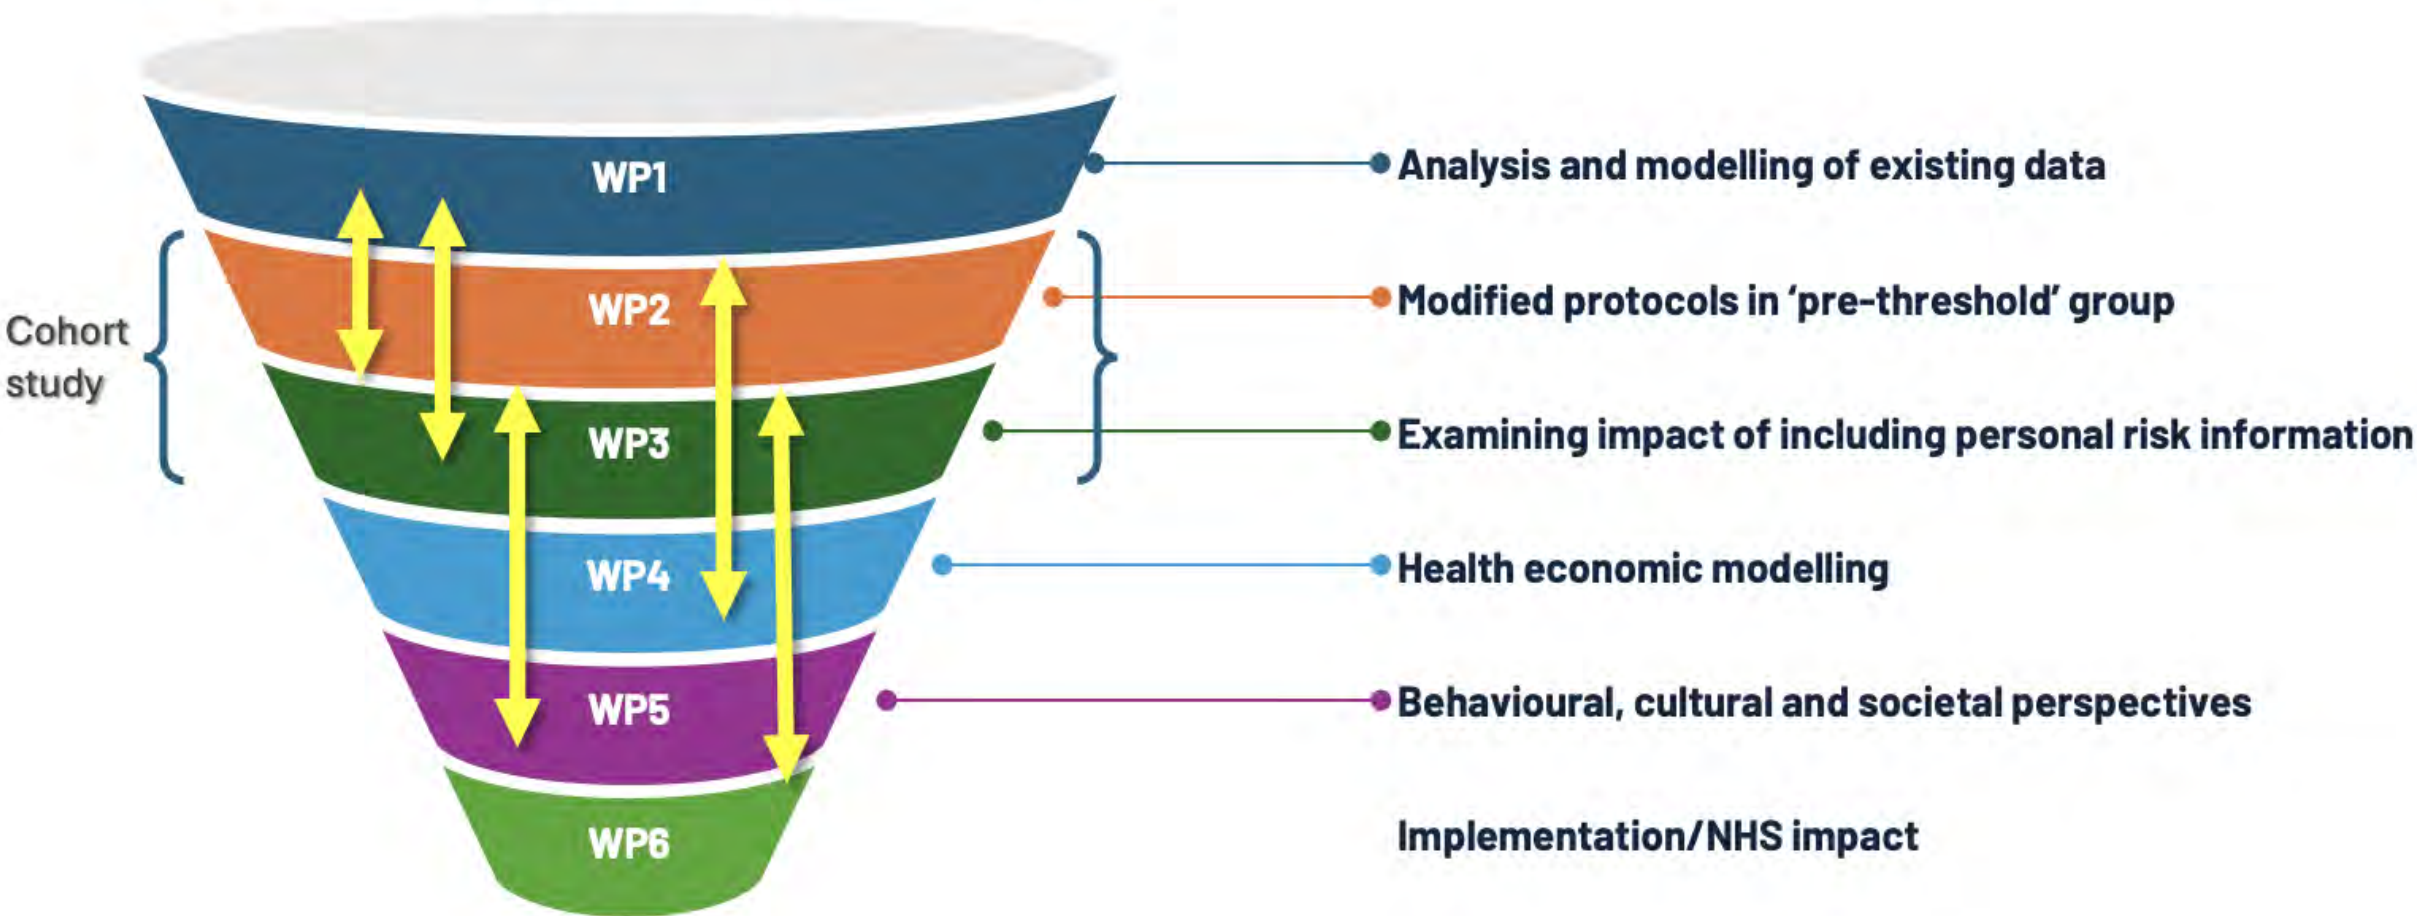 WP1
Analysis and modelling of existing data
WP2
Modified protocols in ‘pre-threshold’ group
Cohort
study
WP3
Examining impact of including personal risk information
WP4
Health economic modelling
WP5
Behavioural, cultural and societal perspectives
WP6
Implementation/NHS impact